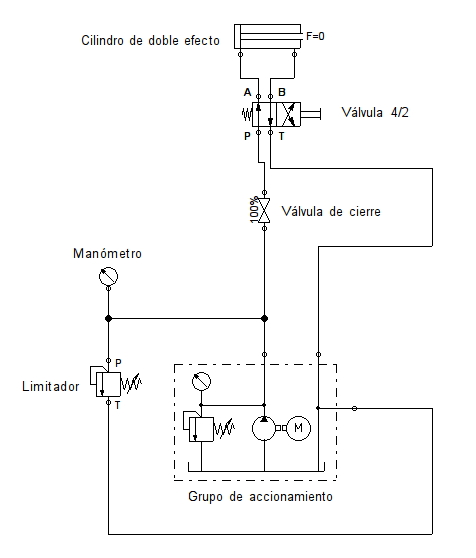 Cilindro de doble efecto
F=0
A
B
Válvula 4/2
P
T
100%
Válvula de cierre
Manómetro
P
Limitador
T
M
Grupo de accionamiento